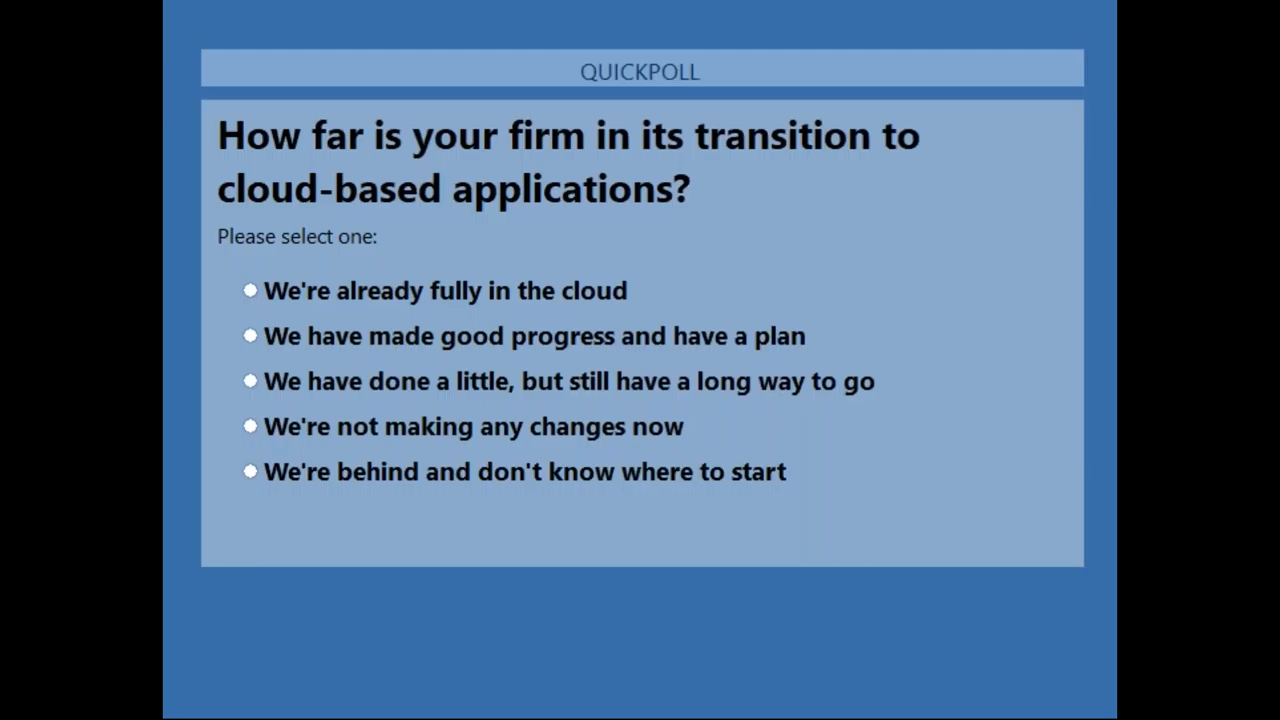 QUICKPOLL
How far is your firm in its transition to
cloud-based applications?
Please select one:
We're already fully in the cloud
We have made good progress and have a plan
We have done a little, but still have a long way to go
We're not making any changes now
We're behind and don't know where to start